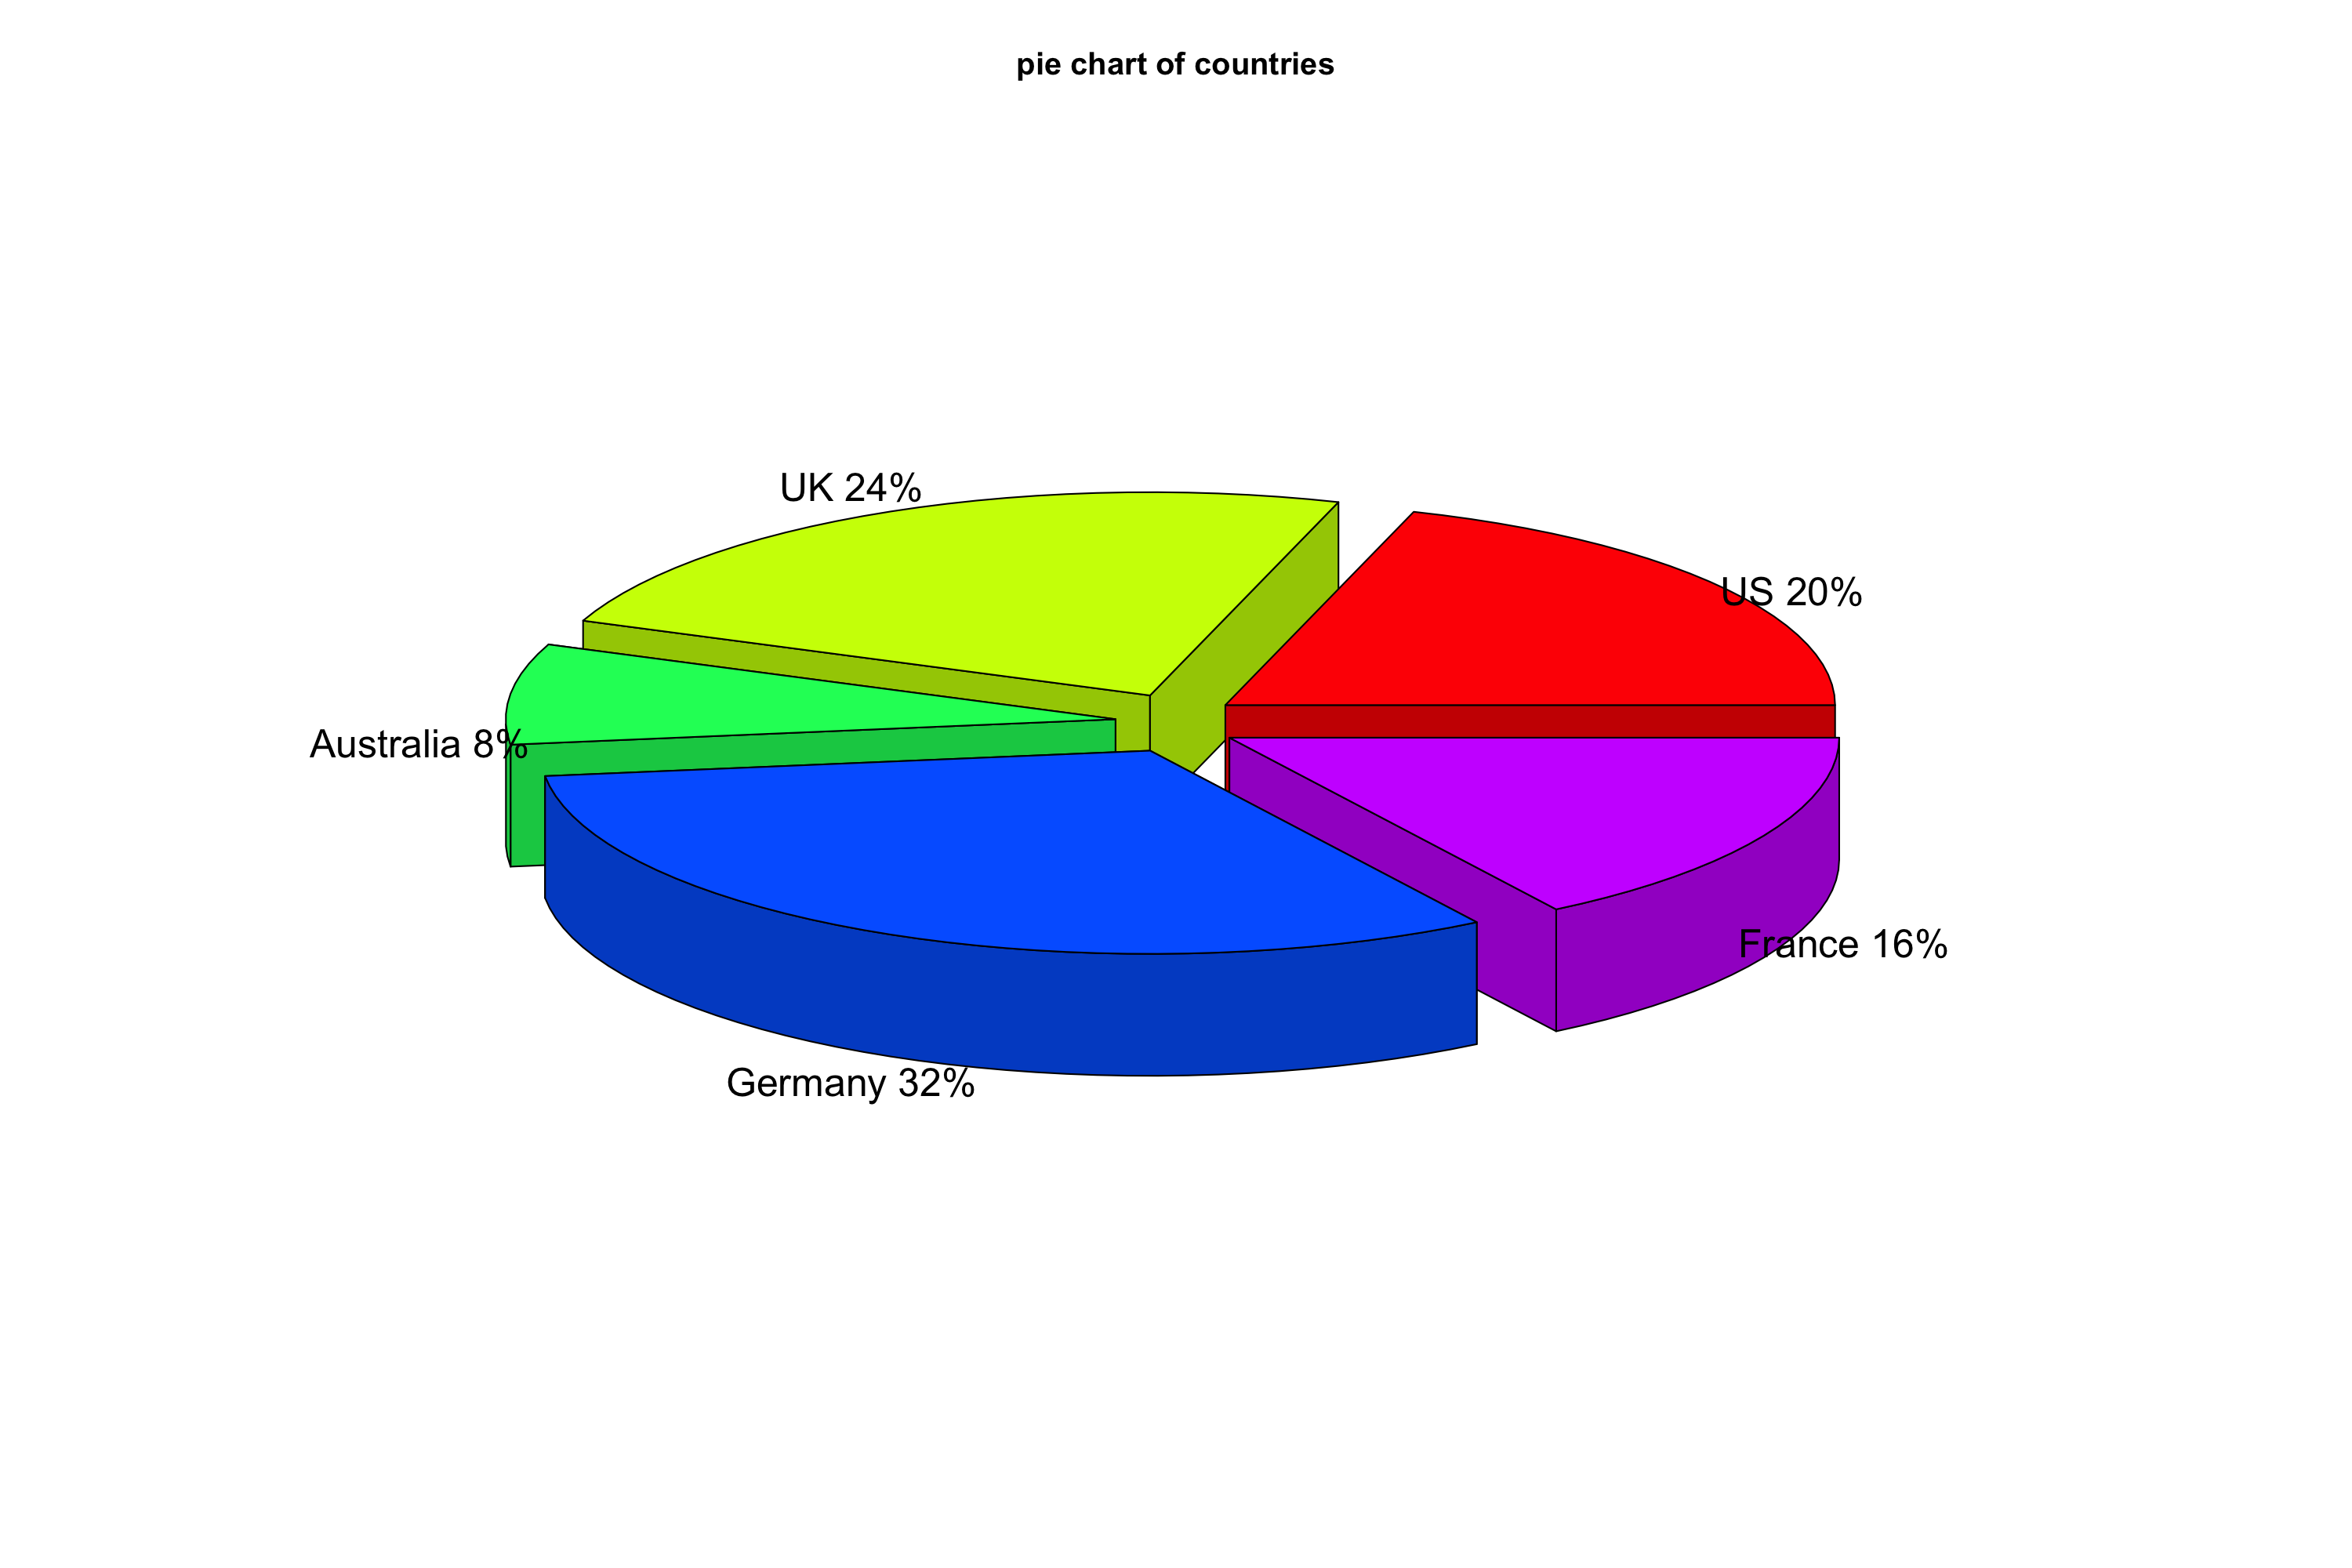 pie chart of countries
UK 24%
US 20%
Australia 8%
France 16%
Germany 32%